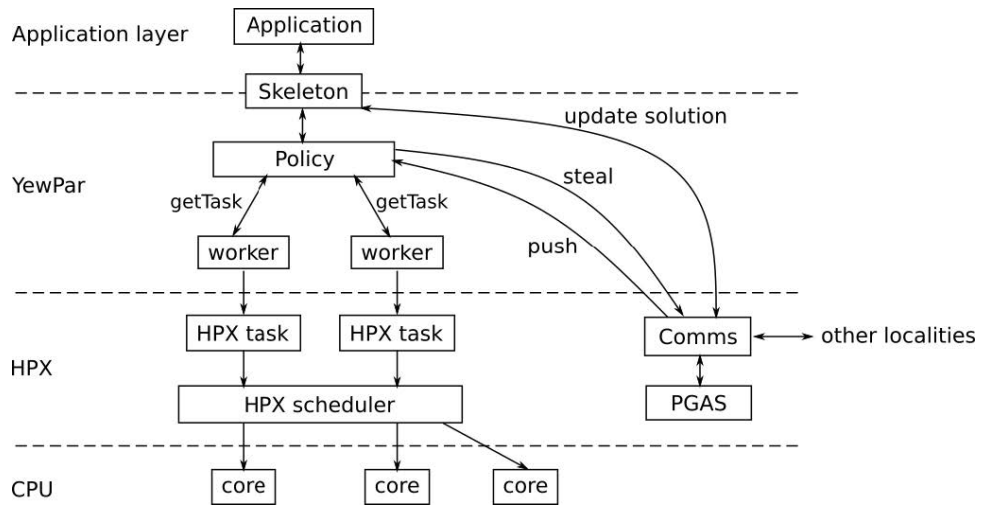 Application layer
Application
Skeleton
update solution
Policy
YewPar
steal
getTask
getTask
push
worker
worker
HPX task
HPX task
Comms
other localities
HPX
HPX scheduler
PGAS
CPU
core
core
core